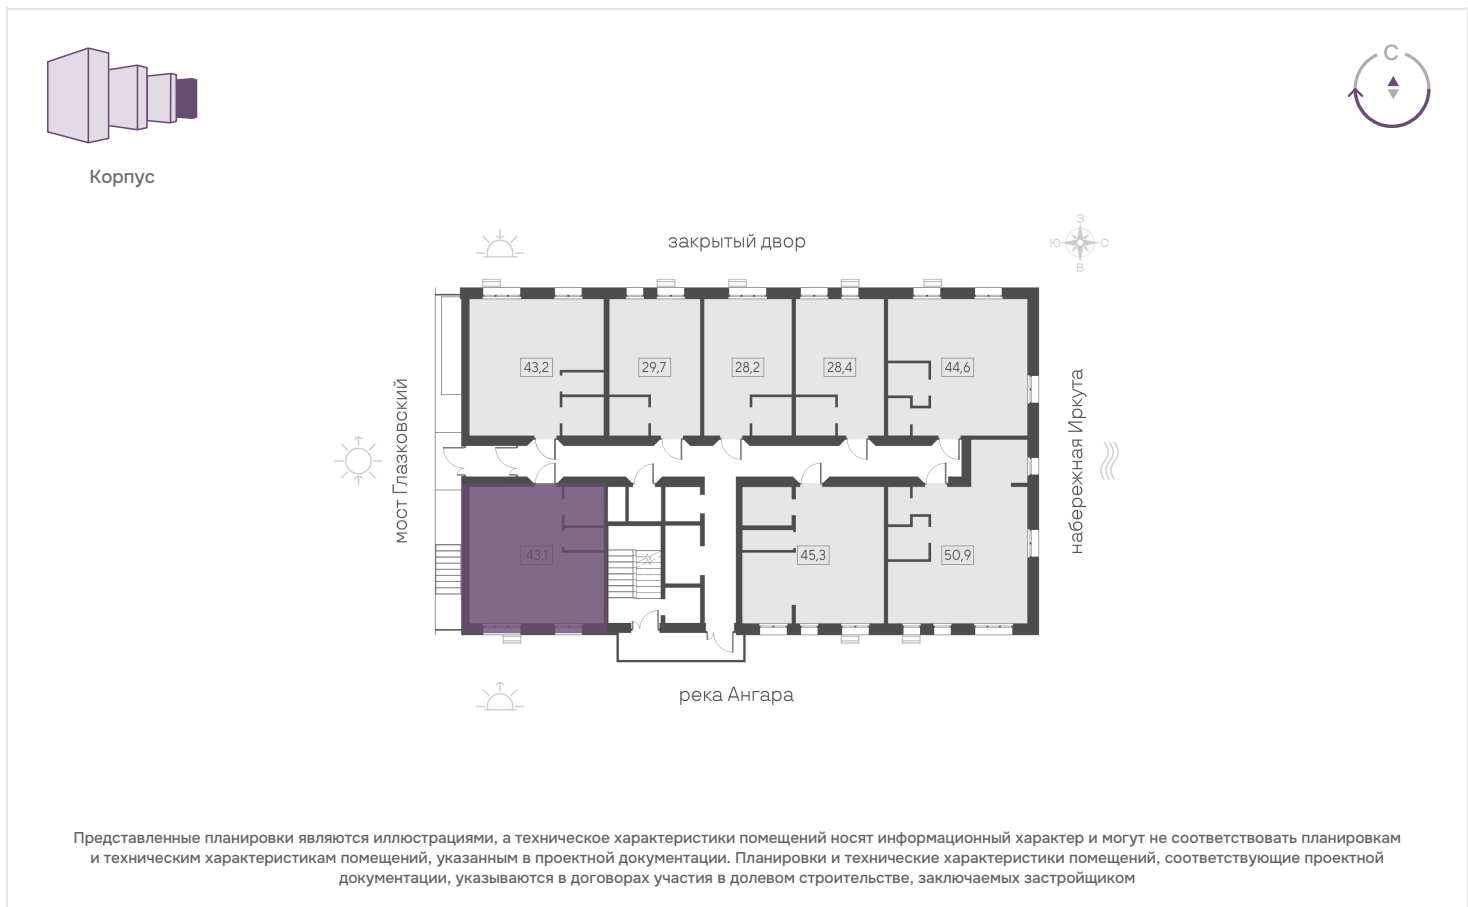 С
Корпус
закрытый двор
З
Ю
С
В
43,2
29,7
28,2
28,4
44,6
мост Глазковский
набережная Иркута
43,1
45,3
50,9
река Ангара
Представленные планировки являются иллюстрациями, а техническое характеристики помещений носят информационный характер и могут не соответствовать планировкам
и техническим характеристикам помещений, указанным в проектной документации. Планировки и технические характеристики помещений, соответствующие проектной
документации, указываются в договорах участия в долевом строительстве, заключаемых застройщиком